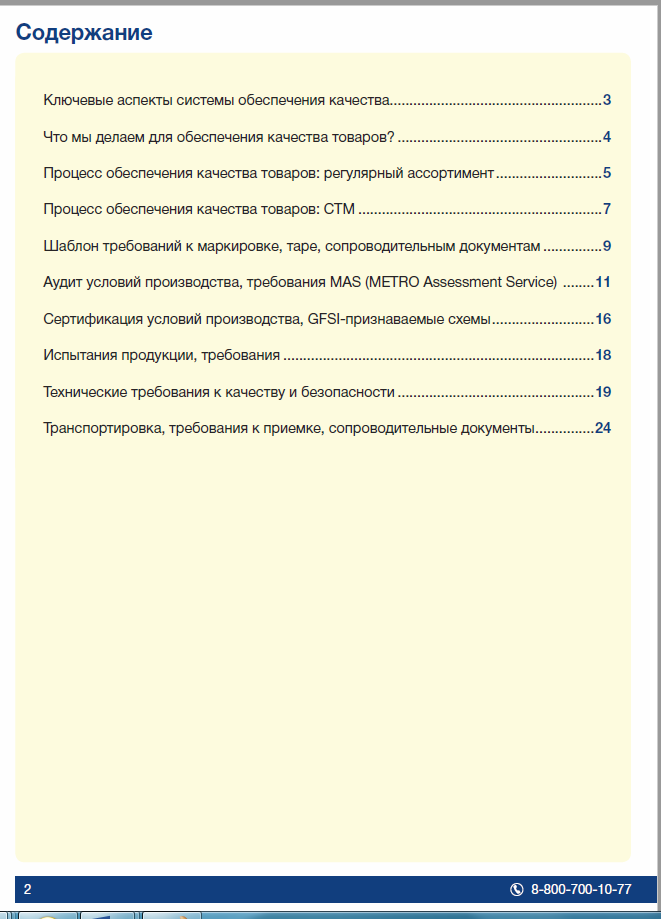 Содержание
Ключевые аспекты системы обеспечения качества......................................................3
Что мы делаем для обеспечения качества товаров? ....................................................4
Процесс обеспечения качества товаров: регулярный ассортимент...........................5
Процесс обеспечения качества товаров: СТМ ..............................................................7
Шаблон требований к маркировке, таре, сопроводительным документам ...............9
Аудит условий производства, требования MAS (METRO Assessment Service) ........11
Сертификация условий производства, GFSI-признаваемые схемы..........................16
Испытания продукции, требования ...............................................................................18
Технические требования к качеству и безопасности ..................................................19
Транспортировка, требования к приемке, сопроводительные документы...............24
2 8-800-700-10-77